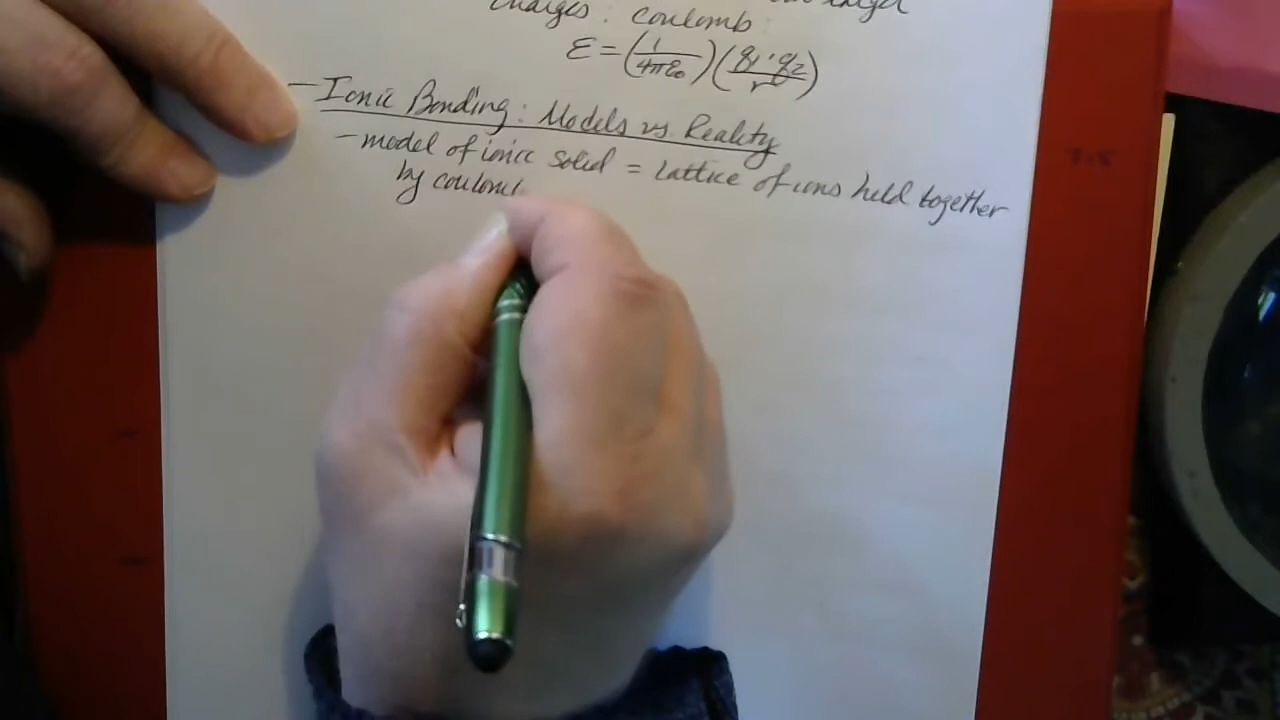 charges: Coulomb
E = (1/4πε₀)(q₁·q₂/r)
- Ionic Bonding: Models vs Reality
- model of ionic solid = lattice of ions held together
by coulomb